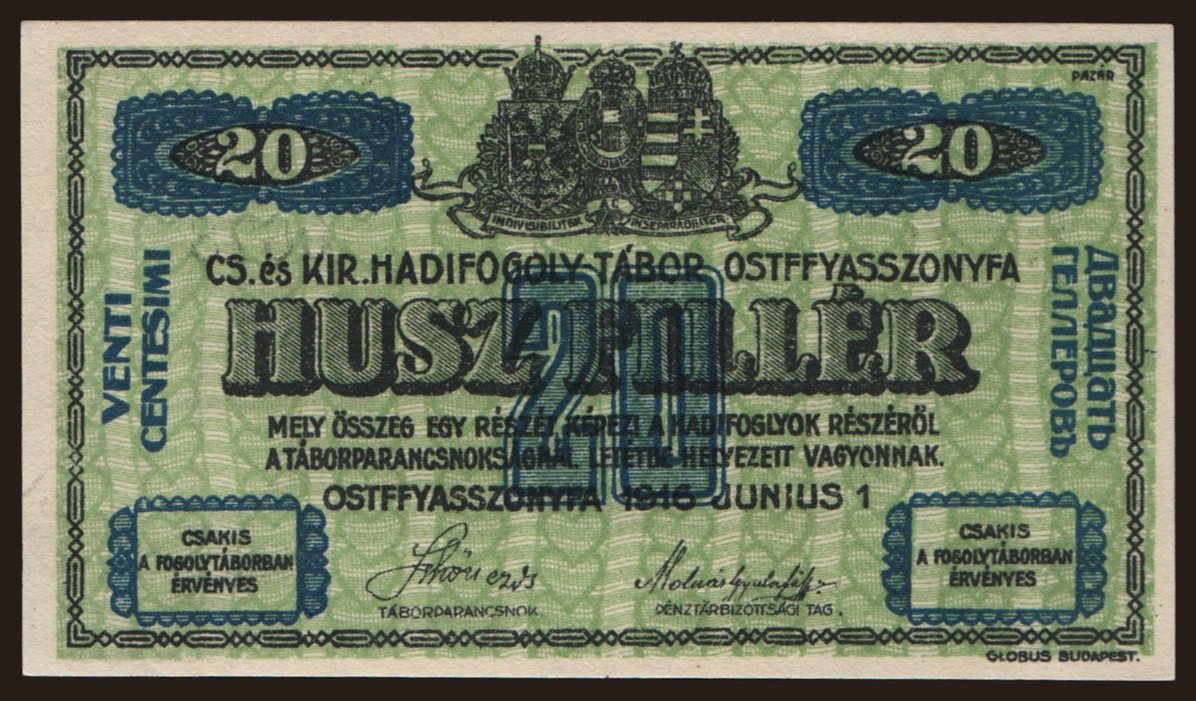 PAZÁR
20
20
INDIVISIBILITER INSEPARABILITER
CS. és KIR. HADIFOGOLY TÁBOR OSTFFYASSZONYFA
VENTI
CENTESIMI
HUSZ FILLÉR
20
Двадцать
Геллеровъ
MELY ÖSSZEG EGY RÉSZÉT KÉPEZI A HADIFOGLYOK RÉSZÉRŐL
A TÁBORPARANCSNOKSÁGNÁL LETÉTBE HELYEZETT VAGYONNAK.
OSTFFYASSZONYFA 1916 JUNIUS 1
CSAKIS
A FOGOLYTÁBORBAN
ÉRVÉNYES
TÁBORPARANCSNOK.
PÉNZTÁRBIZOTTSÁGI TAG.
CSAKIS
A FOGOLYTÁBORBAN
ÉRVÉNYES
GLOBUS BUDAPEST.